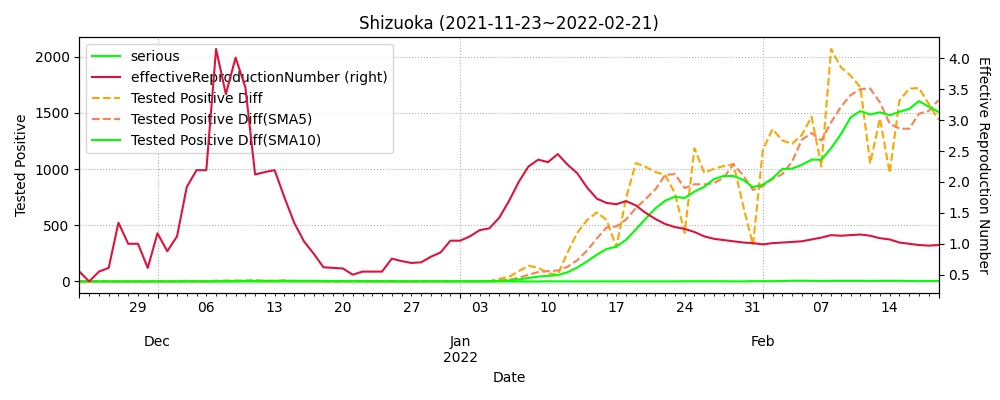 Shizuoka (2021-11-23~2022-02-21)
serious
effectiveReproductionNumber (right)
Tested Positive Diff
Tested Positive Diff(SMA5)
Tested Positive Diff(SMA10)
Tested Positive
2000
1500
1000
500
0
Effective Reproduction Number
4.0
3.5
3.0
2.5
2.0
1.5
1.0
0.5
29 06 13 20 27 03 10 17 24 31 07 14
Dec Jan Feb
2022
Date